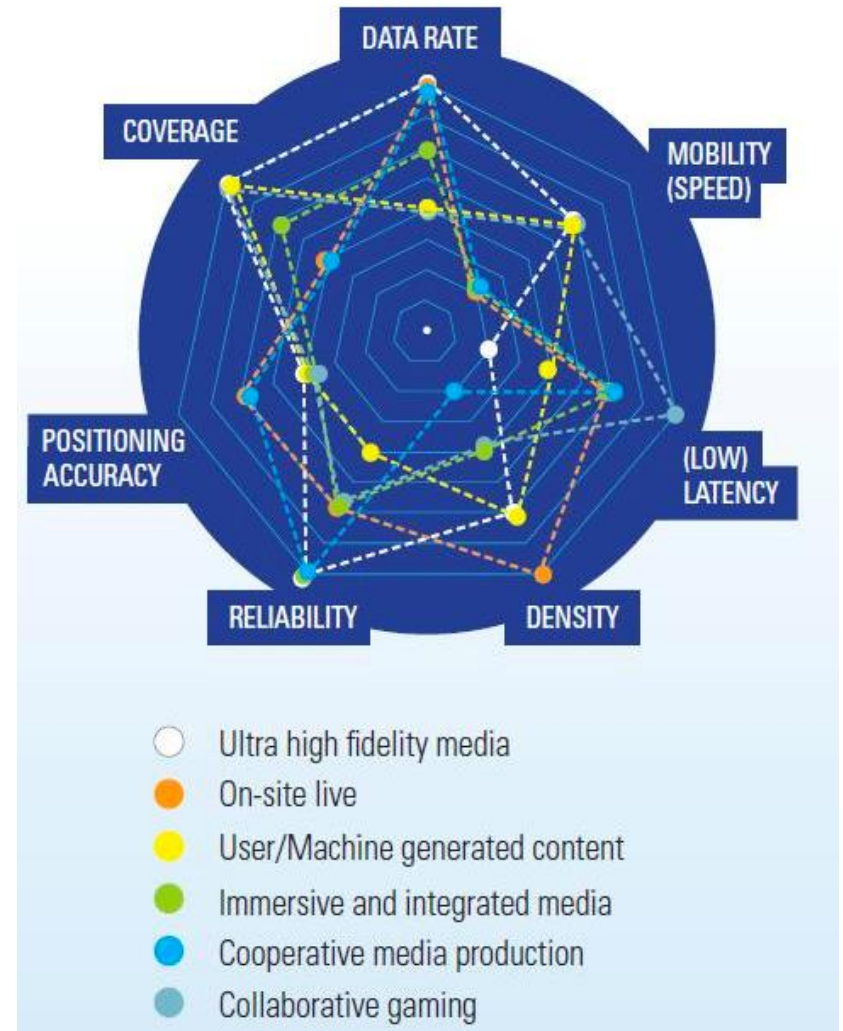 DATA RATE
COVERAGE
MOBILITY
(SPEED)
POSITIONING
ACCURACY
(LOW)
LATENCY
RELIABILITY
DENSITY
Ultra high fidelity media
On-site live
User/Machine generated content
Immersive and integrated media
Cooperative media production
Collaborative gaming